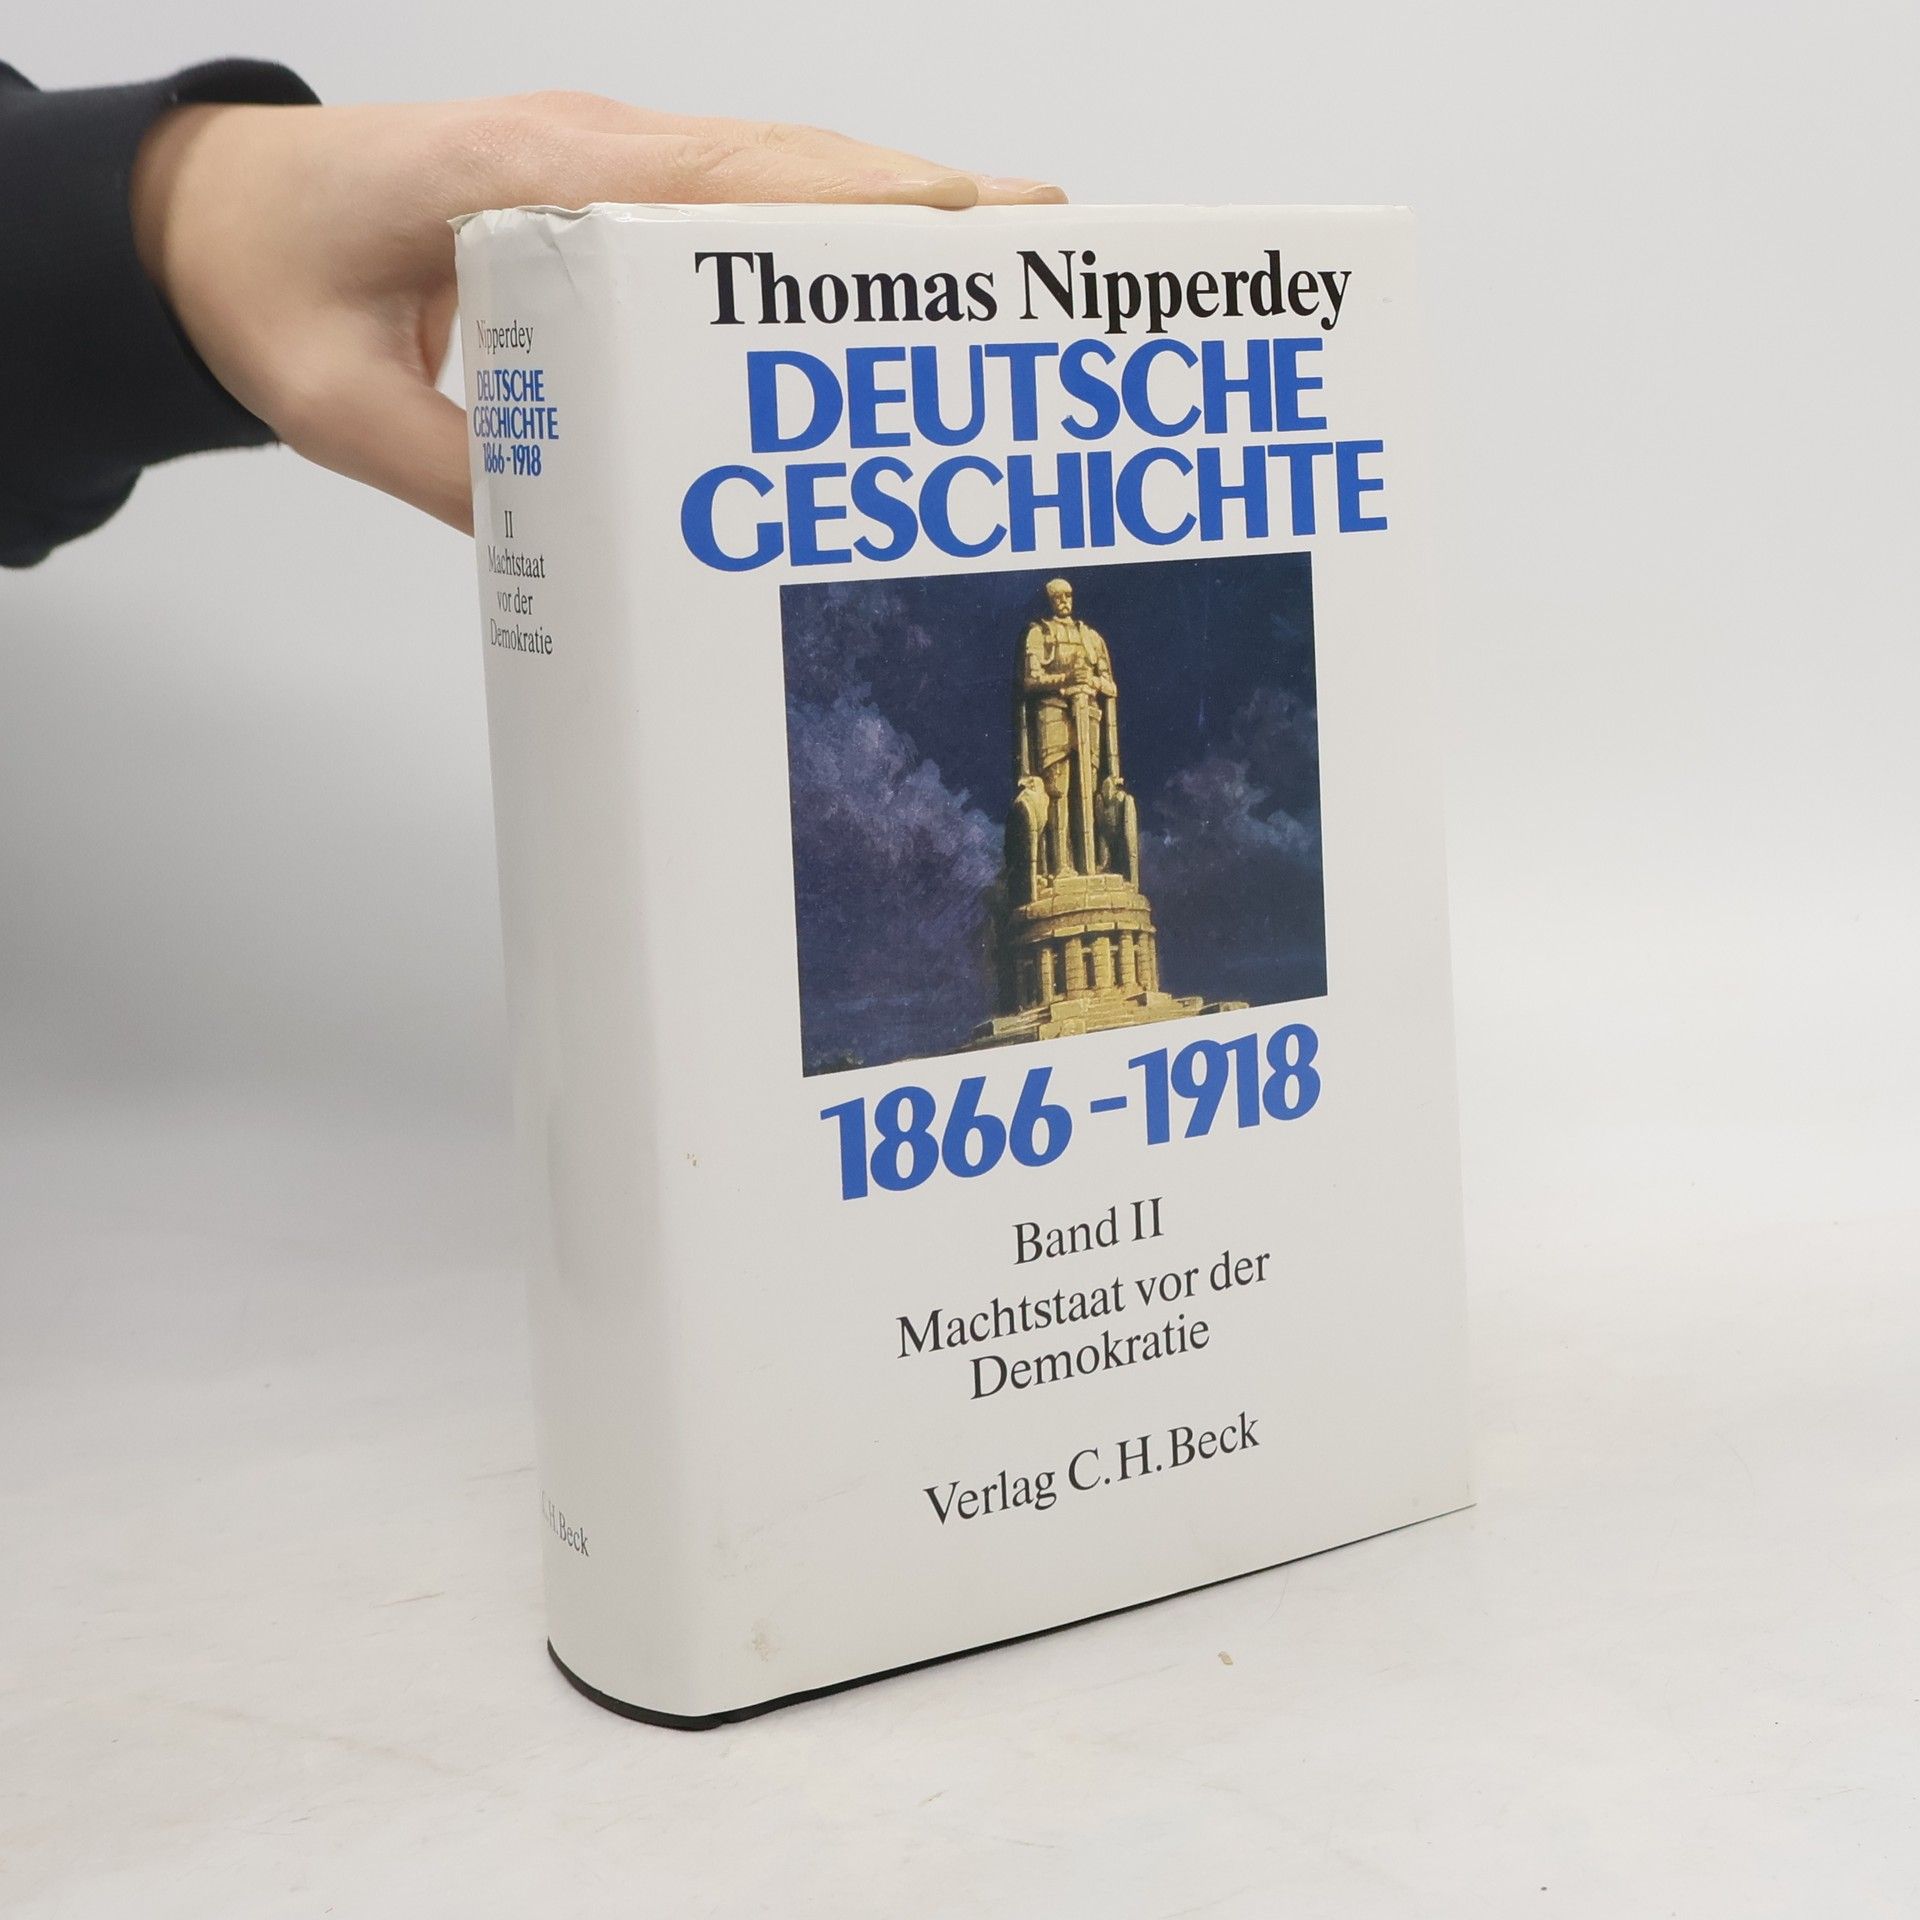 Nipperdey
DEUTSCHE
GESCHICHTE
1866-1918
II
Machtstaat
vor der
Demokratie
C.H.Beck
Thomas Nipperdey
DEUTSCHE
GESCHICHTE
1866-1918
Band II
Machtstaat vor der
Demokratie
Verlag C.H.Beck